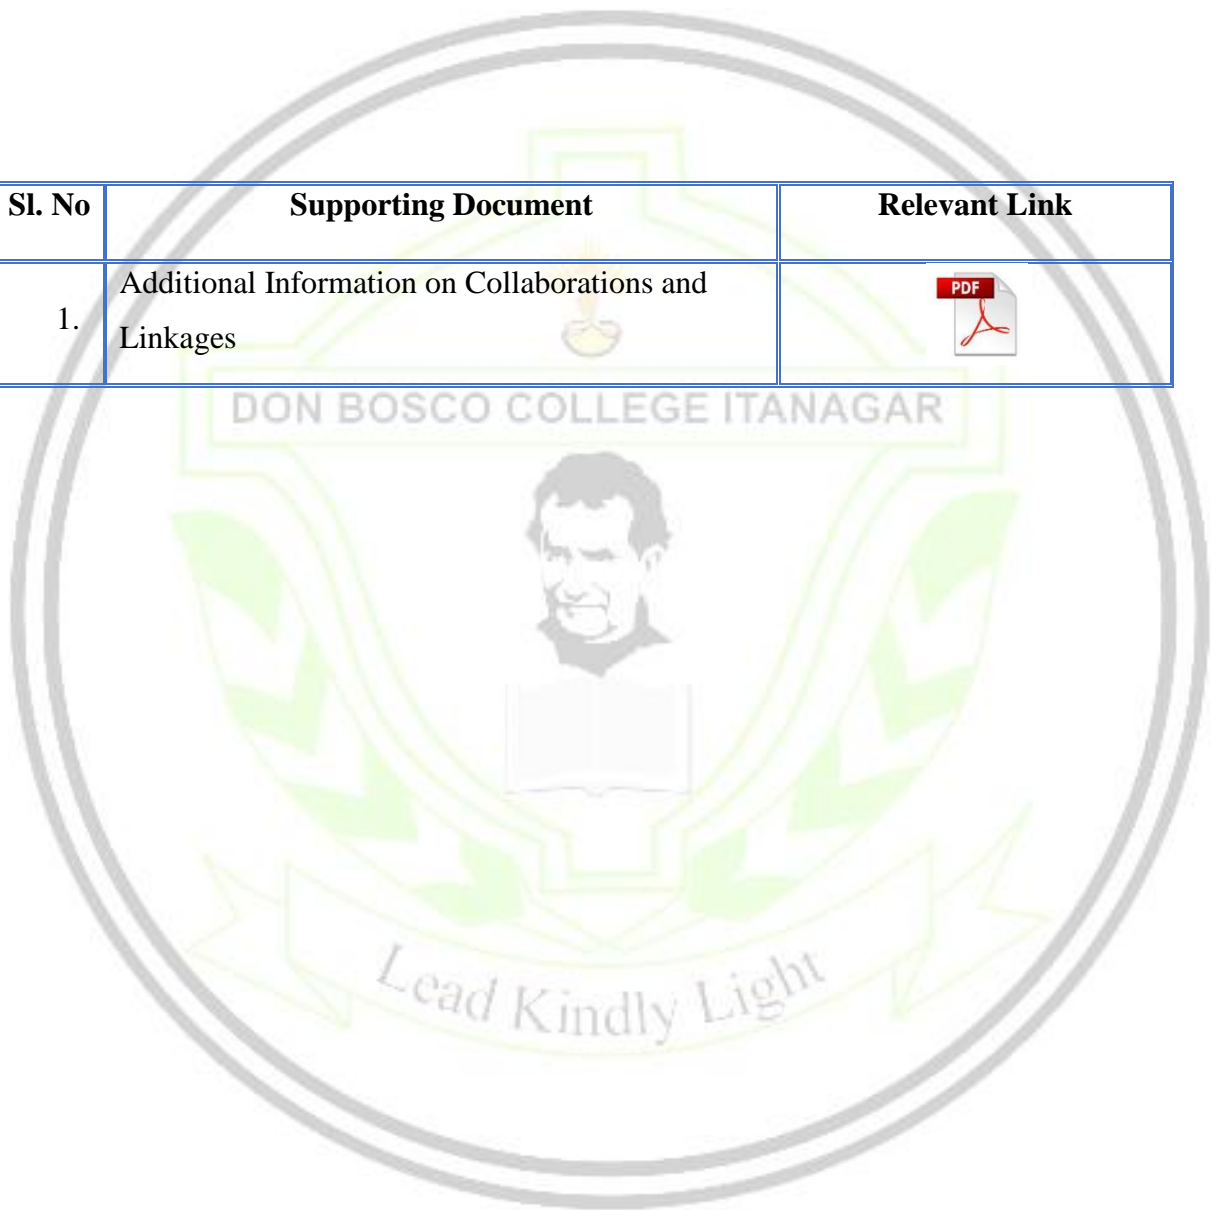 Sl. No Supporting Document Relevant Link
Additional Information on Collaborations and
1.
Linkages
PDF
DON BOSCO COLLEGE ITANAGAR
Lead Kindly Light